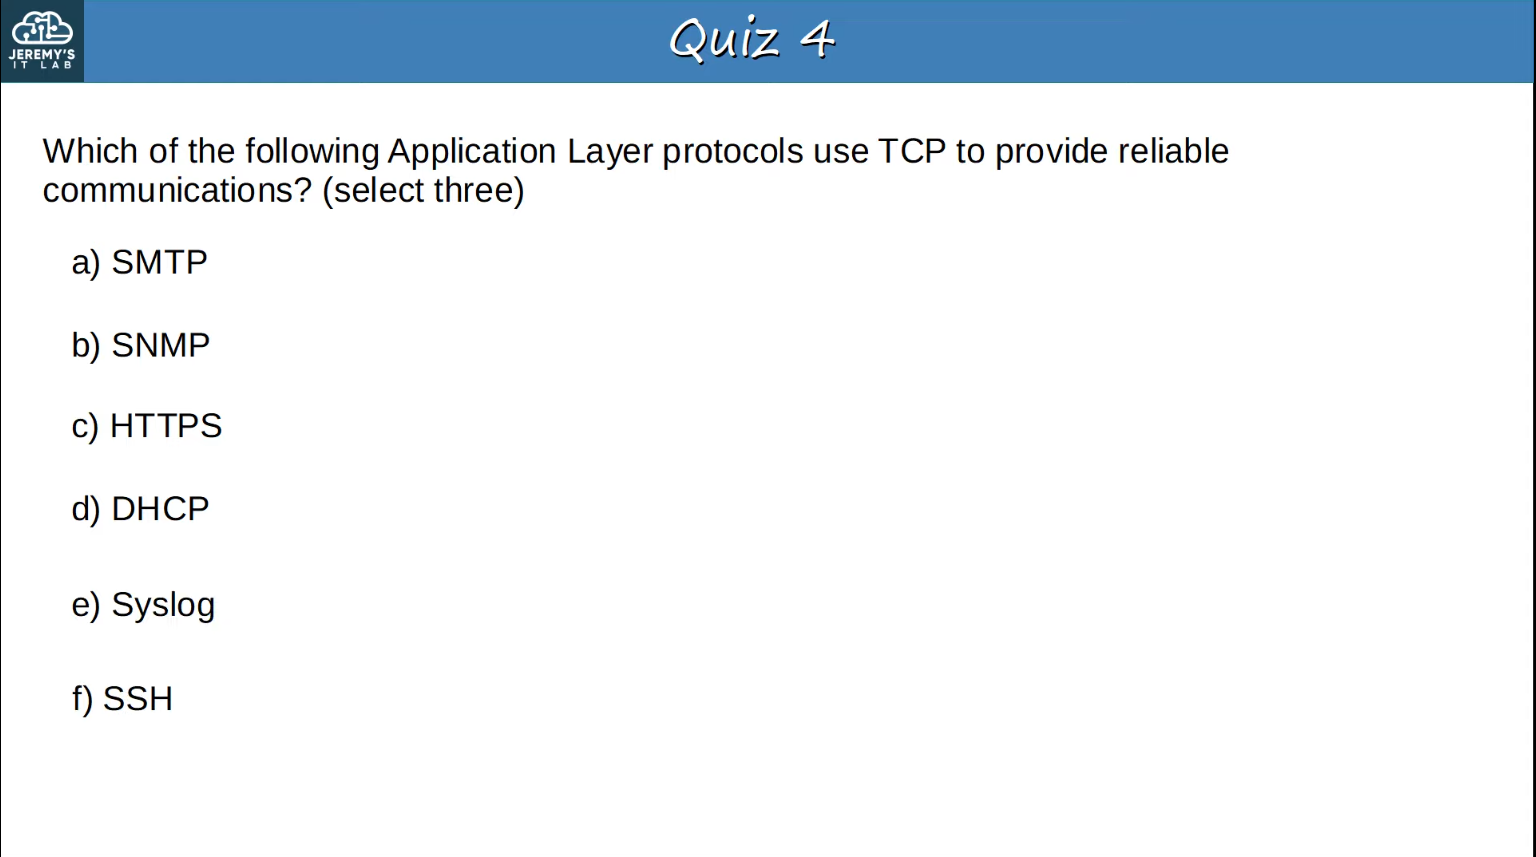 JEREMY'S
IT LAB
Quiz 4
Which of the following Application Layer protocols use TCP to provide reliable
communications? (select three)
a) SMTP
b) SNMP
c) HTTPS
d) DHCP
e) Syslog
f) SSH